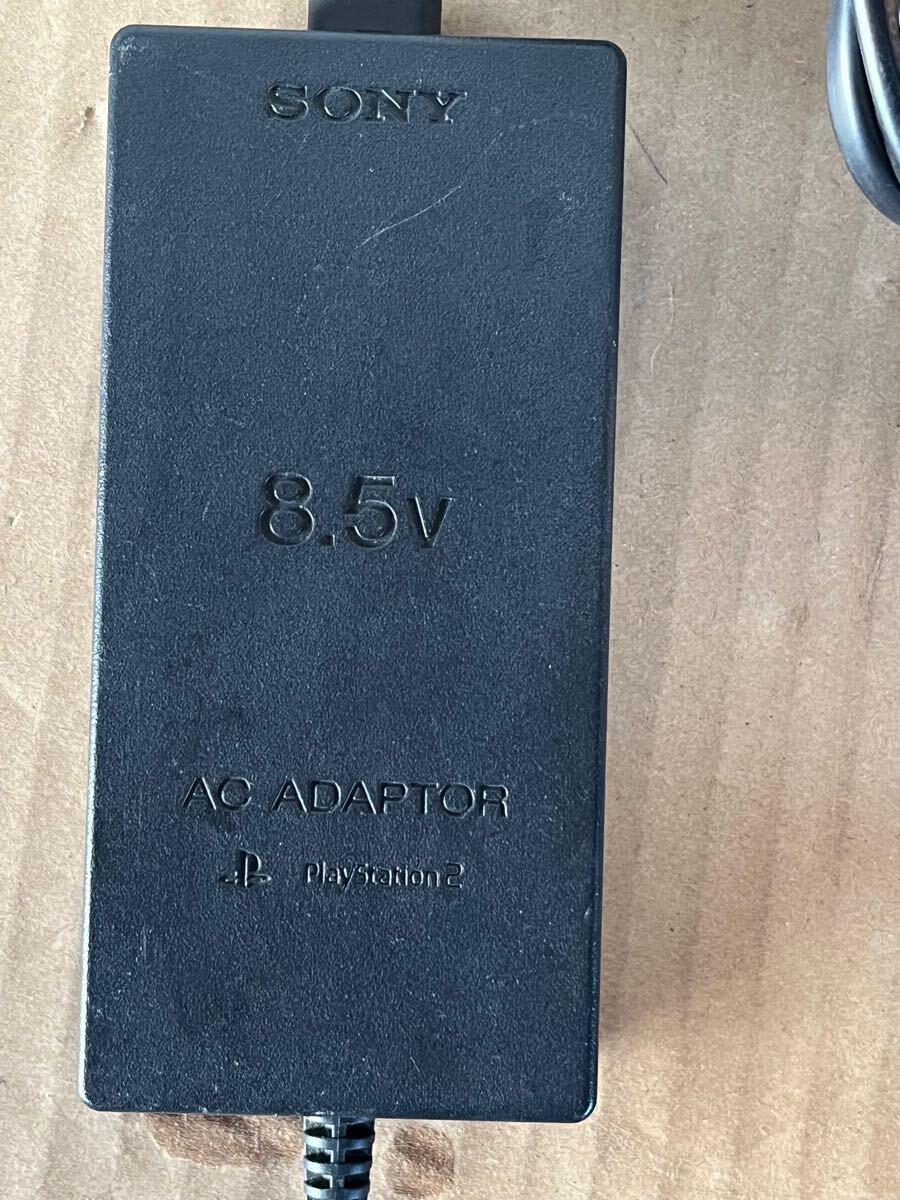 SONY
8.5V
AC ADAPTOR
PlayStation 2